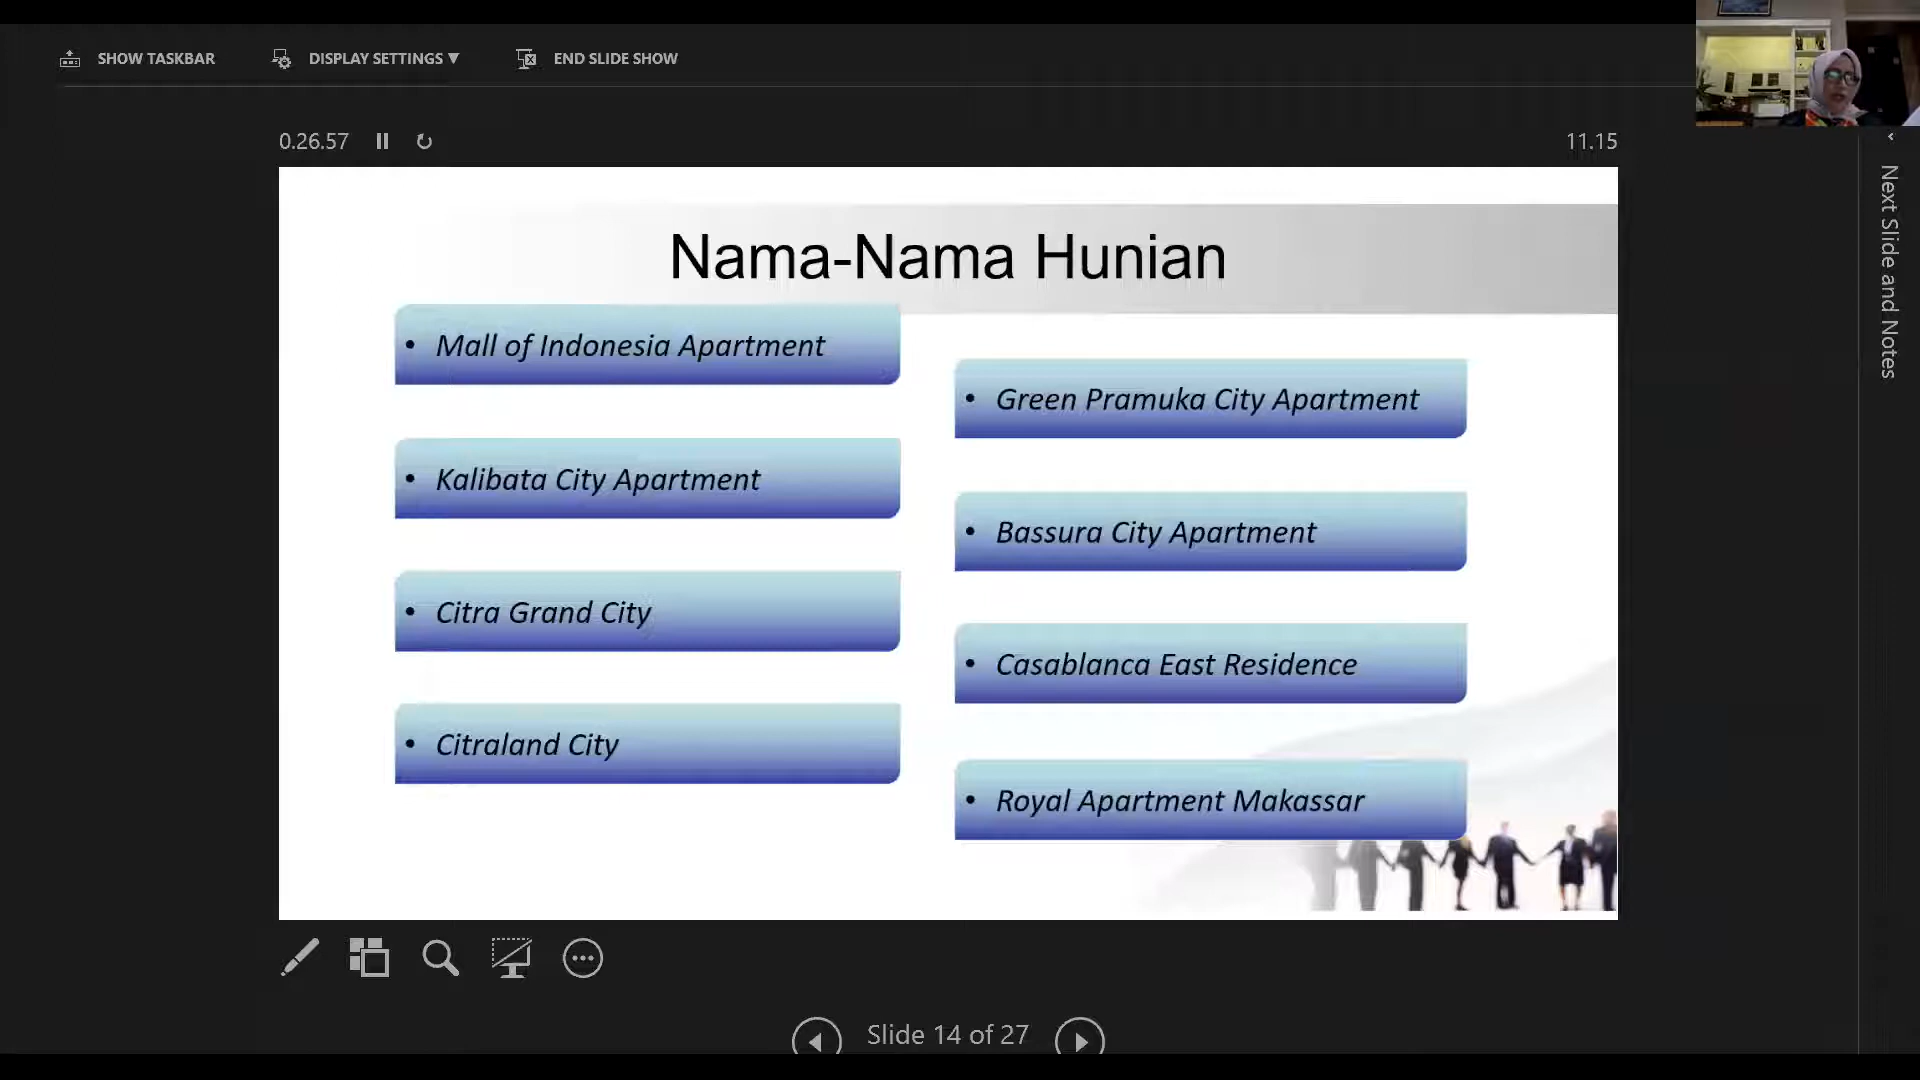 SHOW TASKBAR
DISPLAY SETTINGS ▼
END SLIDE SHOW
0.26.57
11.15
Nama-Nama Hunian
• Mall of Indonesia Apartment
• Kalibata City Apartment
• Citra Grand City
• Citraland City
• Green Pramuka City Apartment
• Bassura City Apartment
• Casablanca East Residence
• Royal Apartment Makassar
Slide 14 of 27
Next Slide and Notes